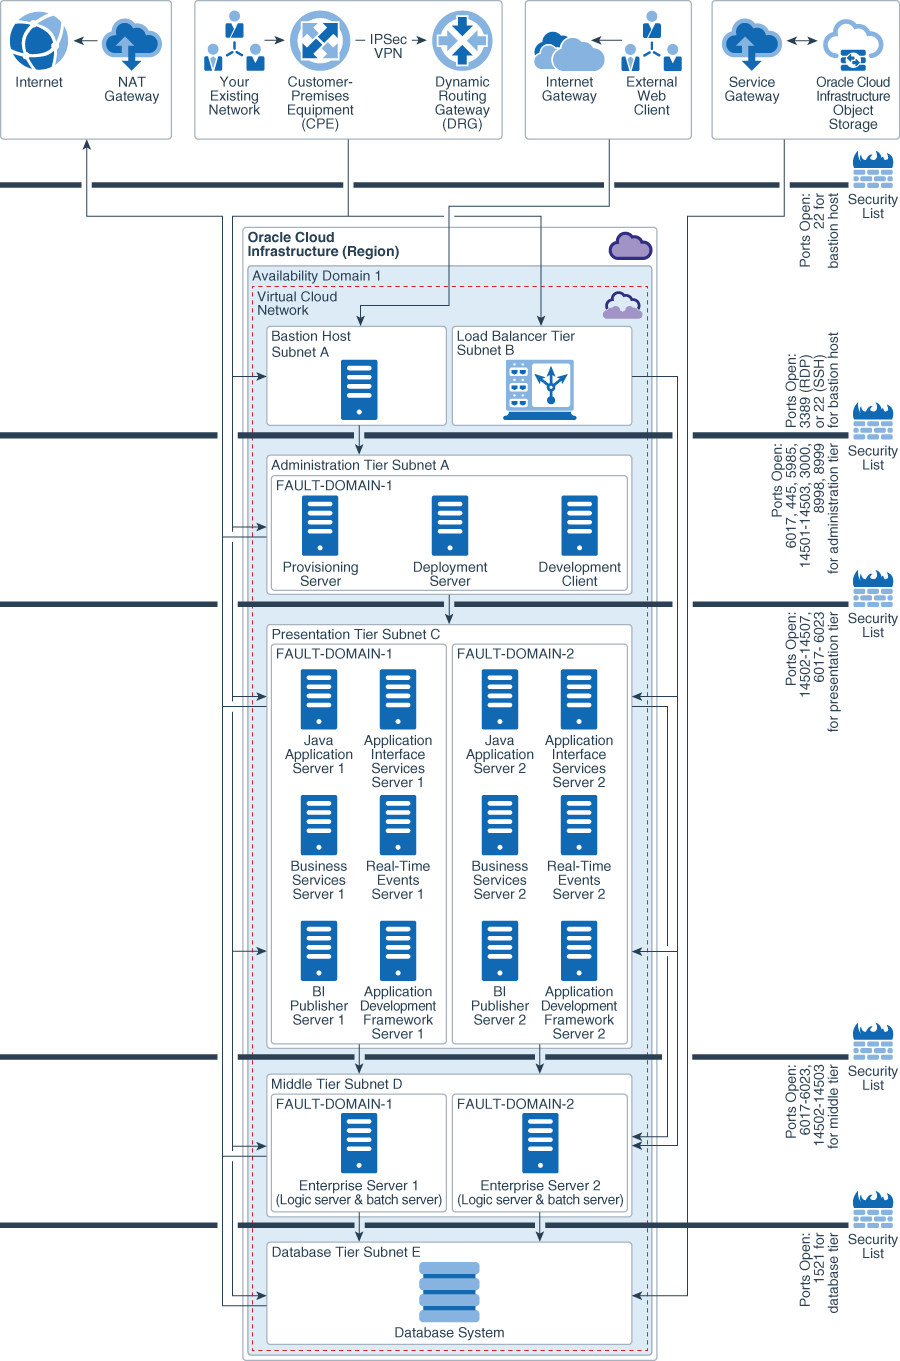 Internet
NAT
Gateway
Your
Existing
Network
Customer-
Premises
Equipment
(CPE)
IPSec
VPN
Dynamic
Routing
Gateway
(DRG)
Internet
Gateway
External
Web
Client
Service
Gateway
Oracle Cloud
Infrastructure
Object
Storage
Security
List
Ports Open:
22 for
bastion host
Oracle Cloud
Infrastructure (Region)
Availability Domain 1
Virtual Cloud
Network
Bastion Host
Subnet A
Load Balancer Tier
Subnet B
Ports Open:
3389 (RDP)
or 22 (SSH)
for bastion host
Security
List
Administration Tier Subnet A
FAULT-DOMAIN-1
Provisioning
Server
Deployment
Server
Development
Client
Ports Open:
6017, 445, 5985,
14501-14503, 3000,
8998, 8999
for administration tier
Security
List
Presentation Tier Subnet C
FAULT-DOMAIN-1
FAULT-DOMAIN-2
Java
Application
Server 1
Application
Interface
Services
Server 1
Java
Application
Server 2
Application
Interface
Services
Server 2
Business
Services
Server 1
Real-Time
Events
Server 1
Business
Services
Server 2
Real-Time
Events
Server 2
BI
Publisher
Server 1
Application
Development
Framework
Server 1
BI
Publisher
Server 2
Application
Development
Framework
Server 2
Ports Open:
14502-14507,
6017- 6023
for presentation tier
Security
List
Middle Tier Subnet D
FAULT-DOMAIN-1
FAULT-DOMAIN-2
Enterprise Server 1
(Logic server & batch server)
Enterprise Server 2
(Logic server & batch server)
Ports Open:
6017-6023,
14502-14503
for middle tier
Security
List
Database Tier Subnet E
Database System
Ports Open:
1521 for
database tier